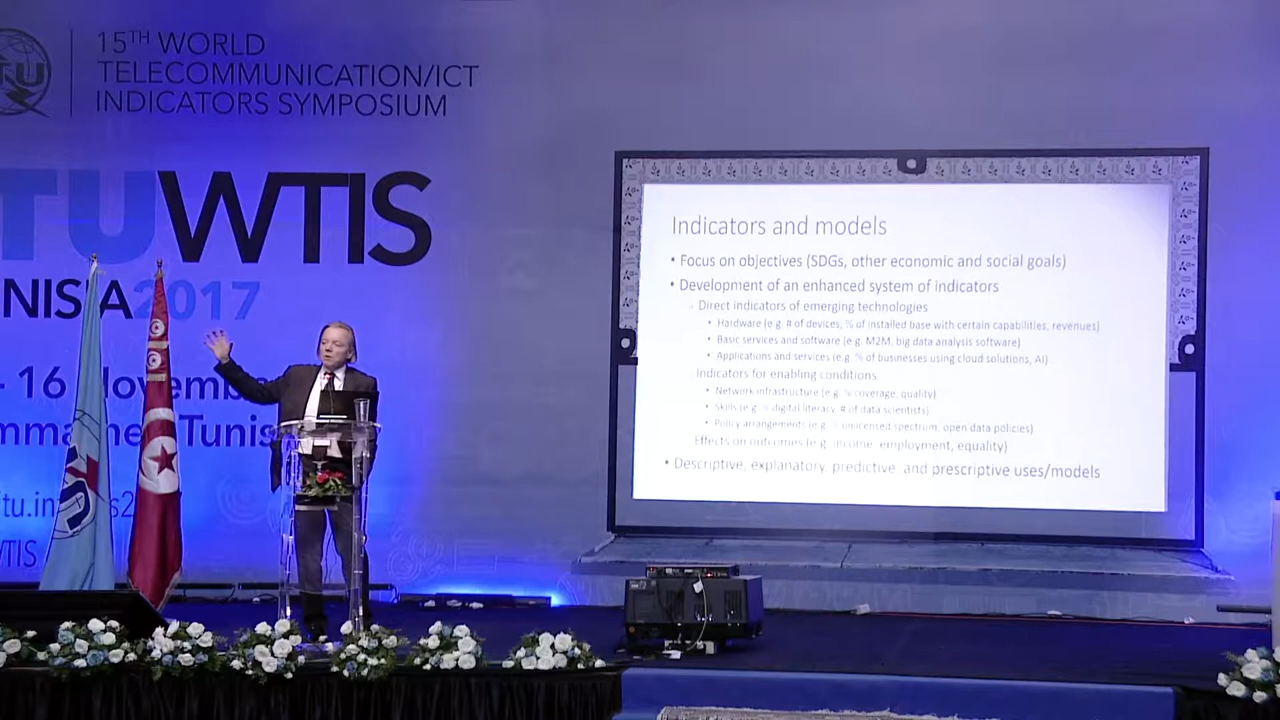 15TH WORLD
TELECOMMUNICATION/ICT
INDICATORS SYMPOSIUM
TUWTIS
NISIA2017
- 16 November
Tunis
itu.in
WTIS
Indicators and models
• Focus on objectives (SDGs, other economic and social goals)
• Development of an enhanced system of indicators
Direct indicators of emerging technologies
• Hardware (e.g. # of devices, % of installed base with certain capabilities, revenues)
• Basic services and software (e.g. M2M, big data analysis software)
• Applications and services (e.g. % of businesses using cloud solutions, AI)
Indicators for enabling conditions
• Network infrastructure (e.g. % coverage, quality)
• Skills (e.g. % digital literacy, # of data scientists)
• Policy arrangements (e.g. unlicensed spectrum, open data policies)
Effects on outcomes (e.g. income, employment, equality)
• Descriptive, explanatory, predictive, and prescriptive uses/models